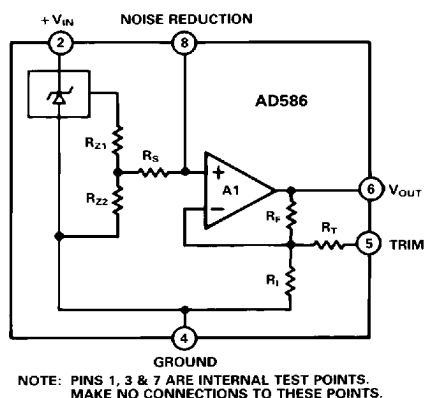 + VIN
NOISE REDUCTION
2
8
AD586
RZ1
RS
+
A1
−
RZ2
RF
6
VOUT
RT
5
TRIM
RI
4
GROUND
NOTE: PINS 1, 3 & 7 ARE INTERNAL TEST POINTS.
MAKE NO CONNECTIONS TO THESE POINTS.